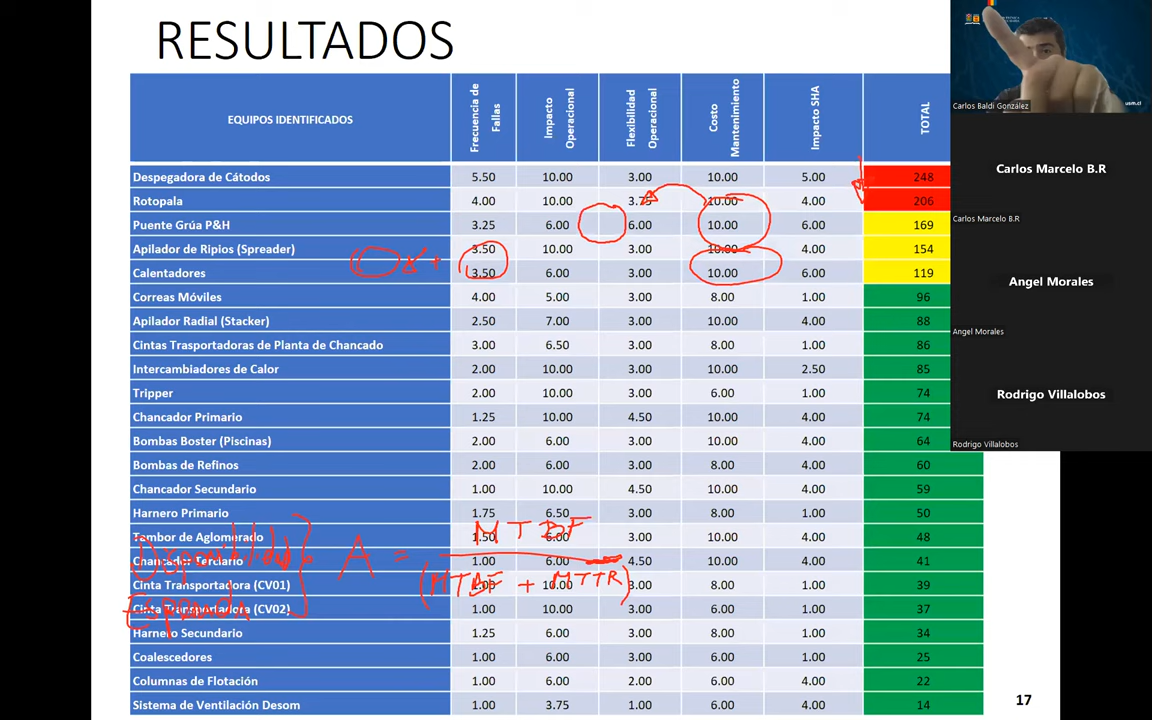 RESULTADOS
EQUIPOS IDENTIFICADOS Frecuencia de Fallas Impacto Operacional Flexibilidad Operacional Costo Mantenimiento Impacto SHA TOTAL
Despegadora de Cátodos 5.50 10.00 3.00 10.00 5.00 248
Rotopala 4.00 10.00 3.75 10.00 4.00 206
Puente Grúa P&H 3.25 6.00 6.00 10.00 6.00 169
Apilador de Ripios (Spreader) 3.50 10.00 3.00 10.00 4.00 154
Calentadores 3.50 6.00 3.00 10.00 6.00 119
Correas Móviles 4.00 5.00 3.00 8.00 1.00 96
Apilador Radial (Stacker) 2.50 7.00 3.00 10.00 4.00 88
Cintas Trasportadoras de Planta de Chancado 3.00 6.50 3.00 8.00 1.00 86
Intercambiadores de Calor 2.00 10.00 3.00 10.00 2.50 85
Tripper 2.00 10.00 3.00 6.00 1.00 74
Chancador Primario 1.25 10.00 4.50 10.00 4.00 74
Bombas Boster (Piscinas) 2.00 6.00 3.00 10.00 4.00 64
Bombas de Refinos 2.00 6.00 3.00 8.00 4.00 60
Chancador Secundario 1.00 10.00 4.50 10.00 4.00 59
Harnero Primario 1.75 6.50 3.00 8.00 1.00 50
Tambor de Aglomerado 1.50 6.00 3.00 10.00 4.00 48
Chancador Terciario 1.00 6.00 4.50 10.00 4.00 41
Cinta Transportadora (CV01) 1.00 10.00 3.00 8.00 1.00 39
Cinta Transportadora (CV02) 1.00 10.00 3.00 6.00 1.00 37
Harnero Secundario 1.25 6.00 3.00 8.00 1.00 34
Coalescedores 1.00 6.00 3.00 6.00 1.00 25
Columnas de Flotación 1.00 6.00 2.00 6.00 4.00 22
Sistema de Ventilación Desom 1.00 3.75 1.00 6.00 1.00 14
Disponibilidad
Esperada
A = MTBF
(MTBF + MTTR)
17
usm.cl
Carlos Baldi González
Carlos Marcelo B.R
Carlos Marcelo B.R
Angel Morales
Angel Morales
Rodrigo Villalobos
Rodrigo Villalobos